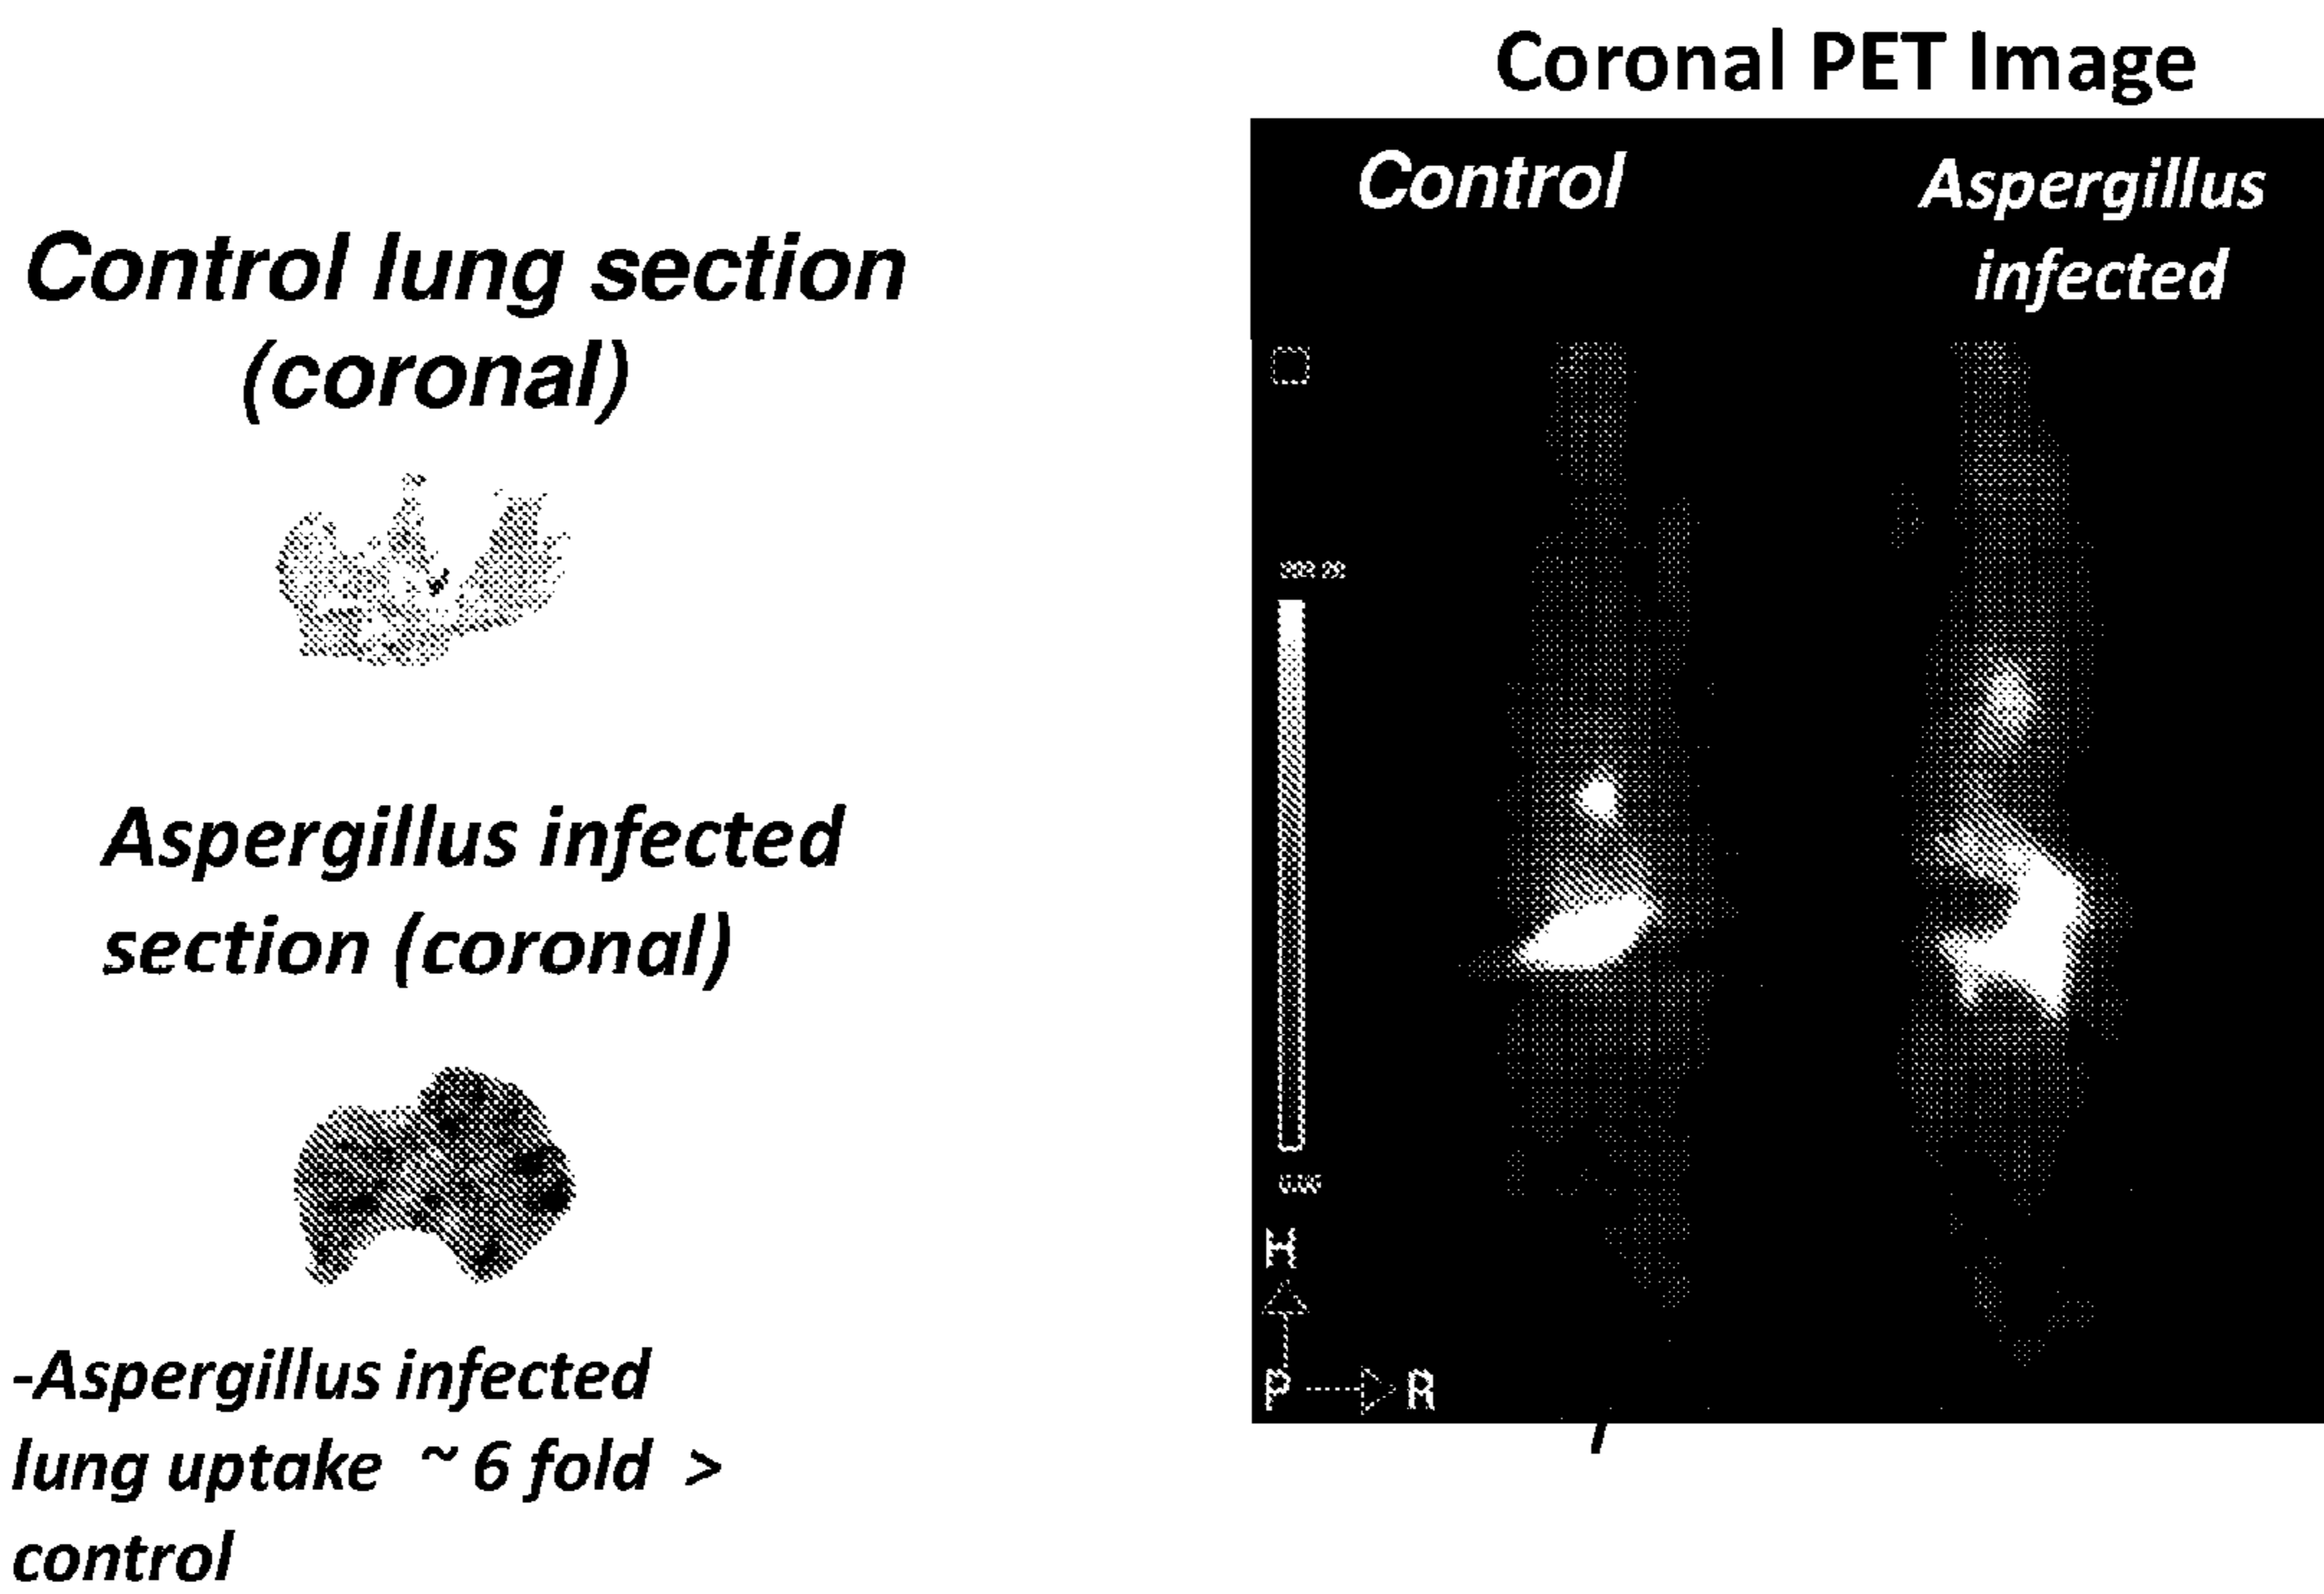 Coronal PET Image
Control
Aspergillus
infected
Control lung section
(coronal)
Aspergillus infected
section (coronal)
-Aspergillus infected
lung uptake ~ 6 fold >
control
H
P
R